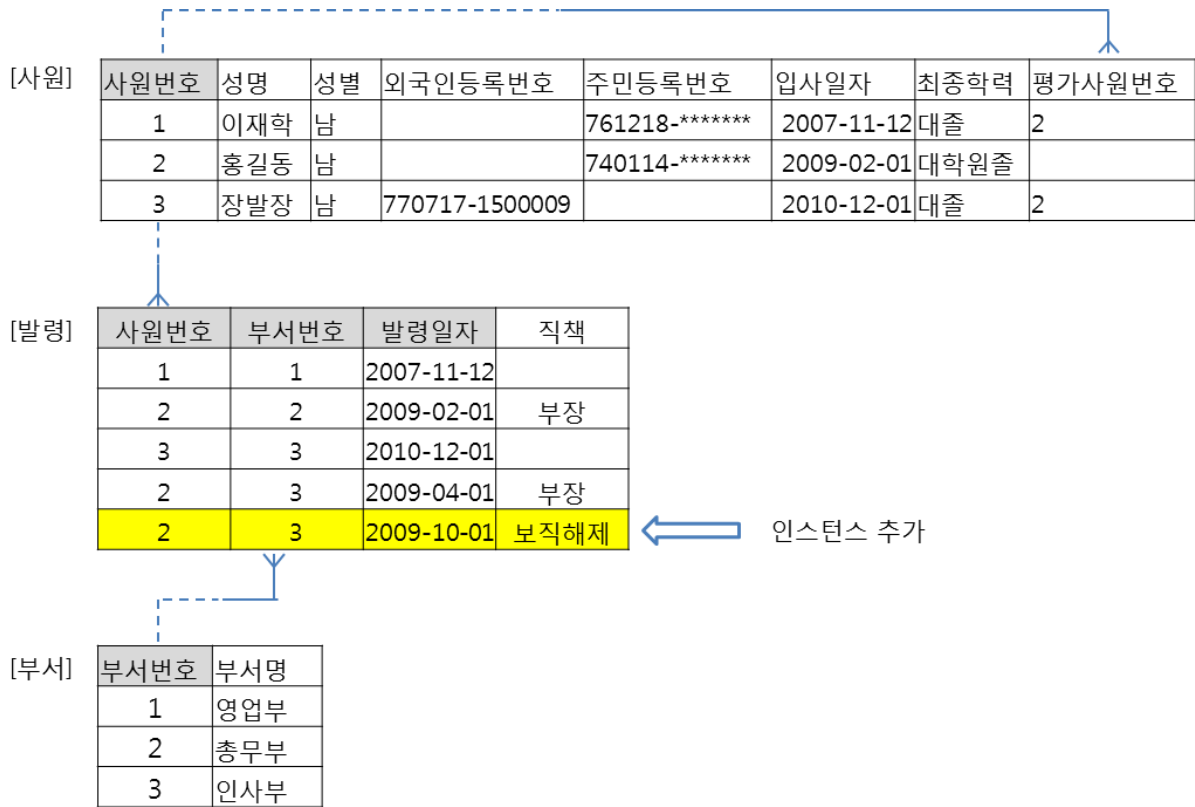 [사원]
사원번호 성명 성별 외국인등록번호 주민등록번호 입사일자 최종학력 평가사원번호
1 이재학 남 761218-******* 2007-11-12 대졸 2
2 홍길동 남 740114-******* 2009-02-01 대학원졸
3 장발장 남 770717-1500009 2010-12-01 대졸 2
[발령]
사원번호 부서번호 발령일자 직책
1 1 2007-11-12
2 2 2009-02-01 부장
3 3 2010-12-01
2 3 2009-04-01 부장
2 3 2009-10-01 보직해제 인스턴스 추가
[부서]
부서번호 부서명
1 영업부
2 총무부
3 인사부